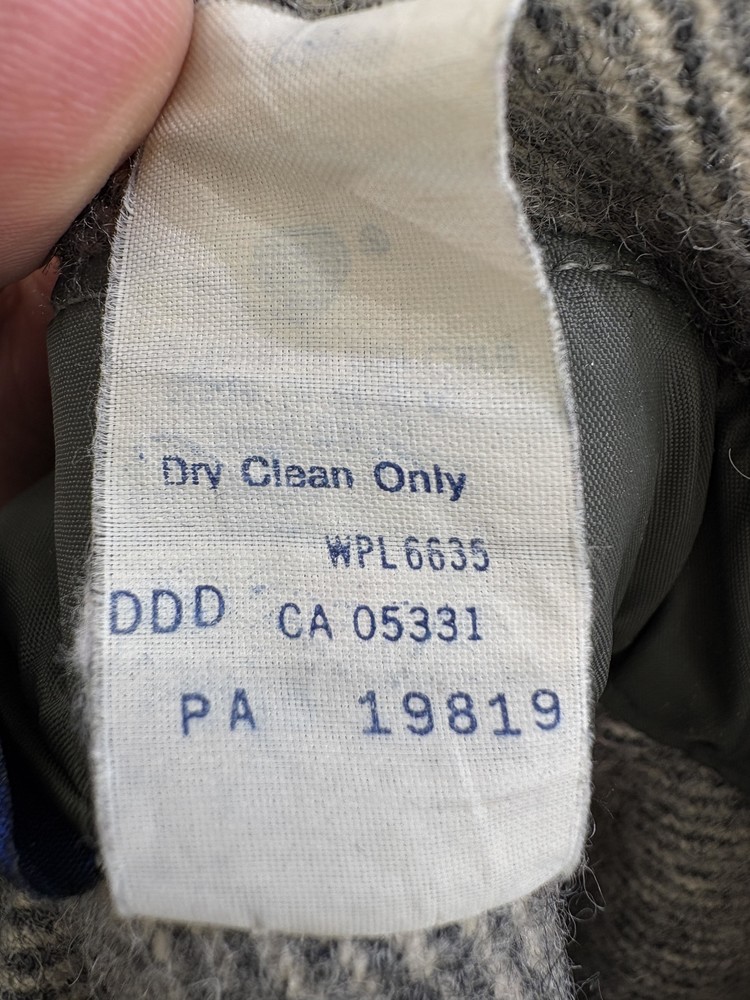 Dry Clean Only
WPL6635
DDD CA 05331
PA 19819